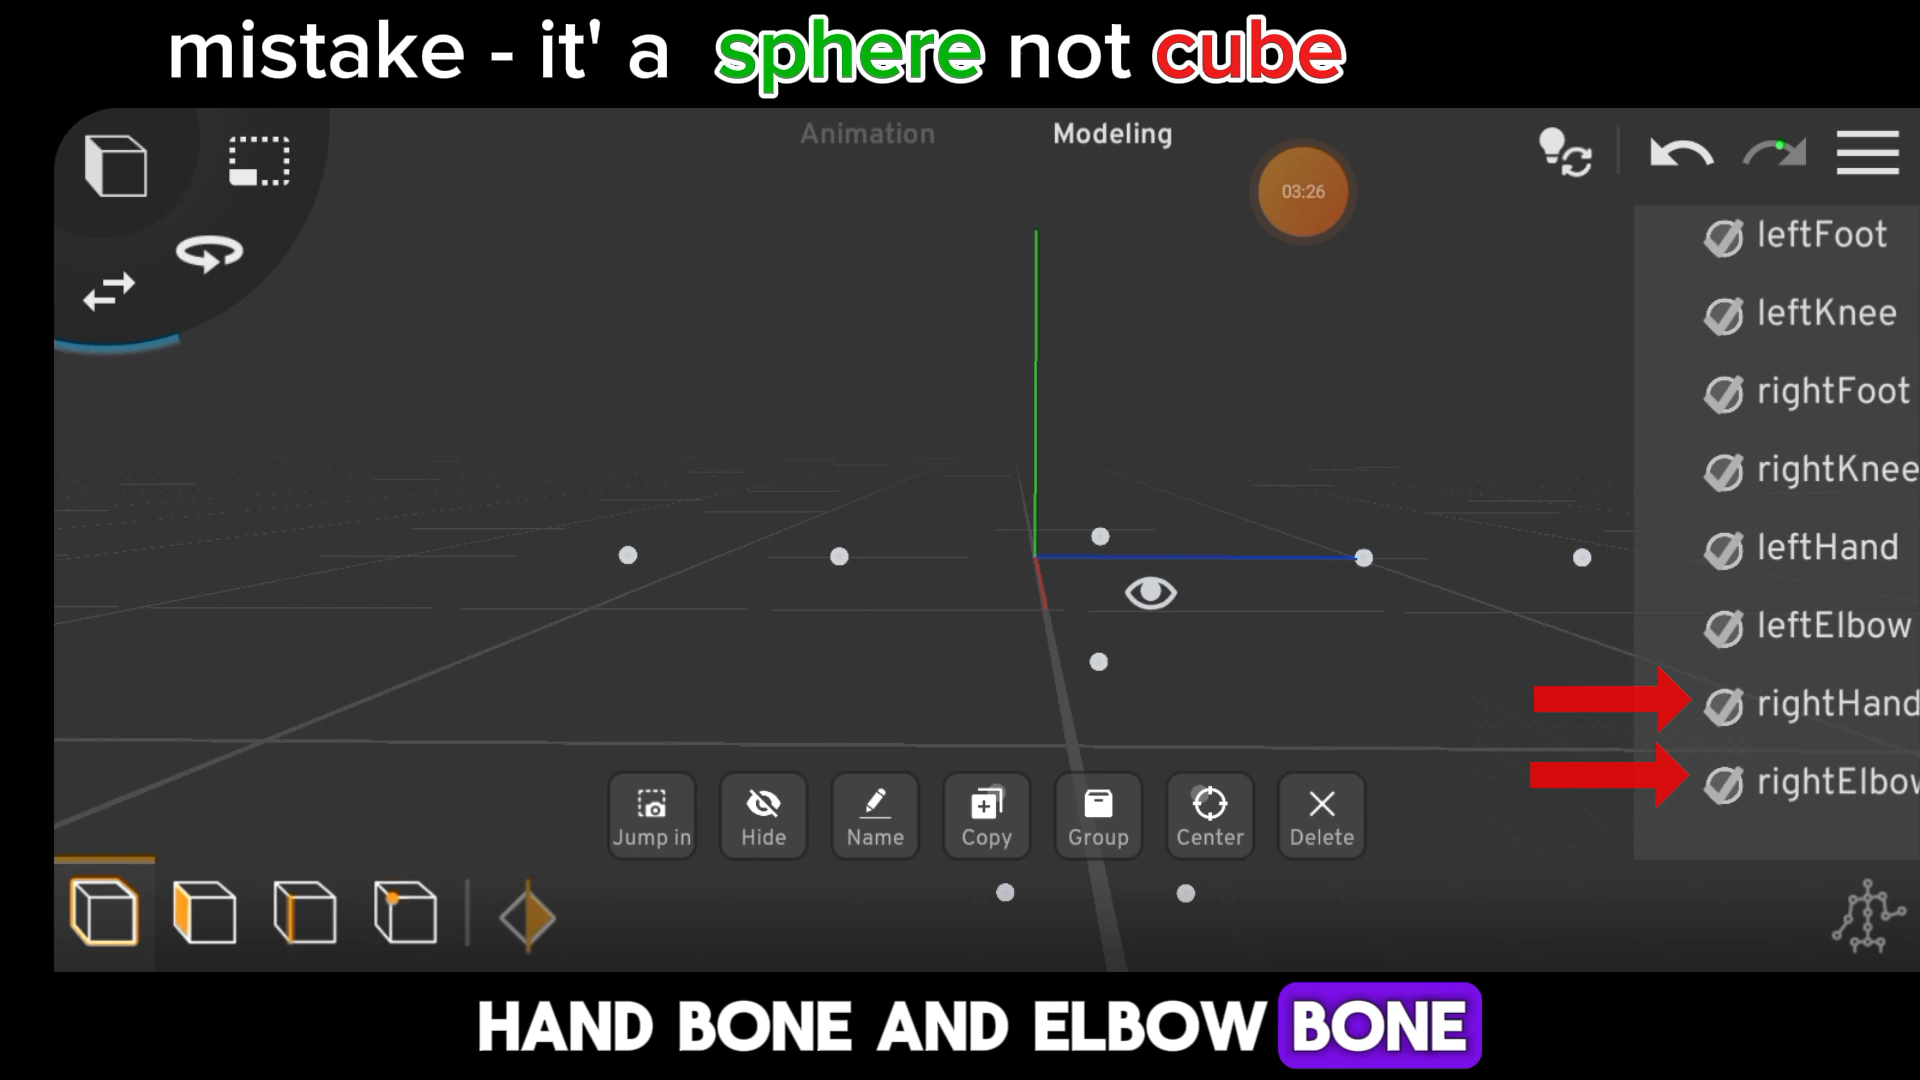 mistake - it' a sphere not cube
Animation Modeling
03:26
leftFoot
leftKnee
rightFoot
rightKnee
leftHand
leftElbow
rightHand
rightElbow
Jump in Hide Name Copy Group Center Delete
HAND BONE AND ELBOW BONE